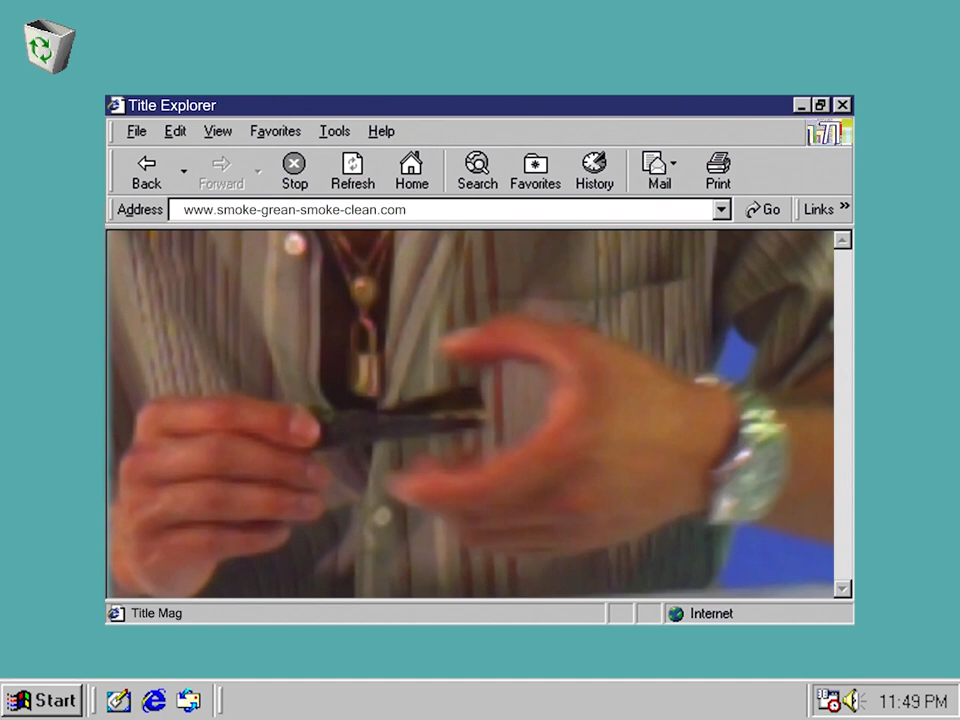 Title Explorer
File Edit View Favorites Tools Help
Back Forward Stop Refresh Home Search Favorites History Mail Print
Address www.smoke-grean-smoke-clean.com Go Links »
Title Mag Internet
Start 11:49 PM